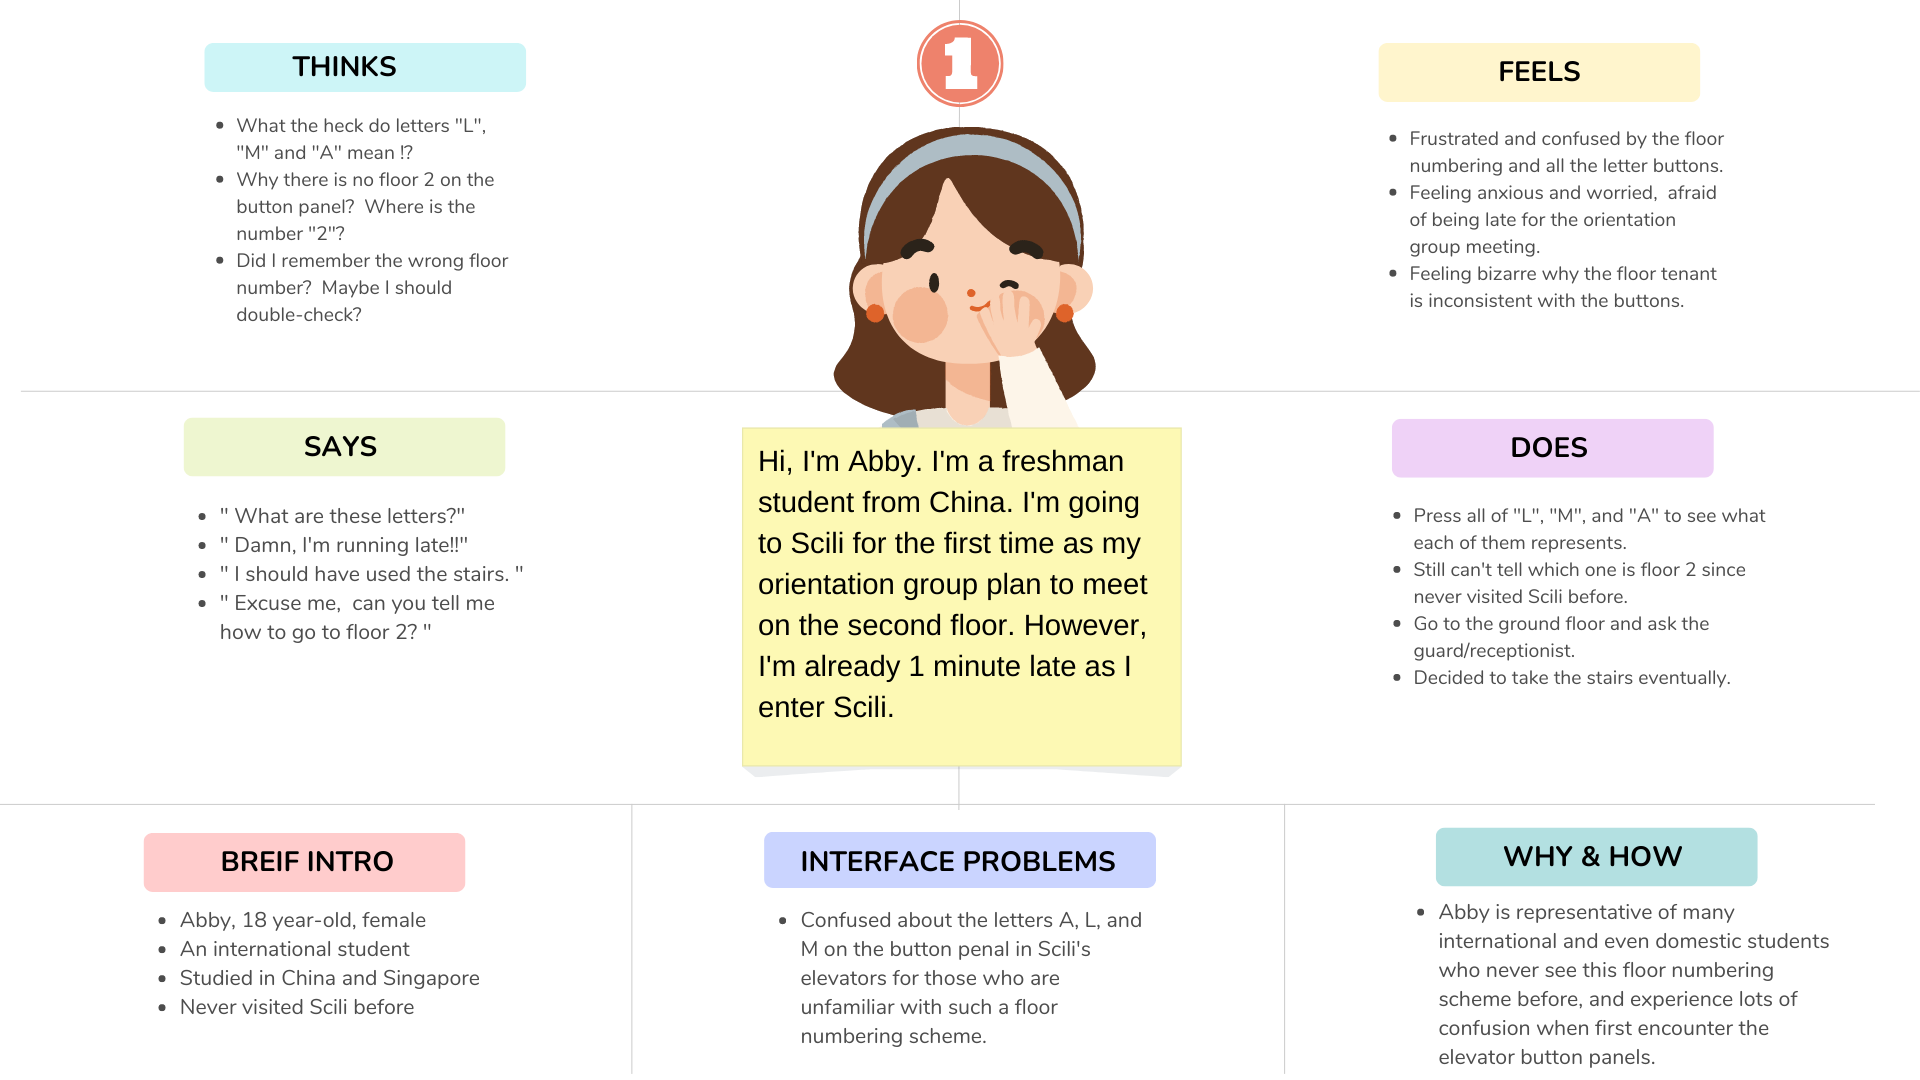 1
THINKS
What the heck do letters "L",
"M" and "A" mean !?
Why there is no floor 2 on the
button panel?  Where is the
number "2"?
Did I remember the wrong floor
number?  Maybe I should
double-check?
FEELS
Frustrated and confused by the floor
numbering and all the letter buttons.
Feeling anxious and worried,  afraid
of being late for the orientation
group meeting.
Feeling bizarre why the floor tenant
is inconsistent with the buttons.
SAYS
" What are these letters?"
" Damn, I'm running late!!"
" I should have used the stairs. "
" Excuse me,  can you tell me
how to go to floor 2? "
Hi, I'm Abby. I'm a freshman
student from China. I'm going
to Scili for the first time as my
orientation group plan to meet
on the second floor. However,
I'm already 1 minute late as I
enter Scili.
DOES
Press all of "L", "M", and "A" to see what
each of them represents.
Still can't tell which one is floor 2 since
never visited Scili before.
Go to the ground floor and ask the
guard/receptionist.
Decided to take the stairs eventually.
BREIF INTRO
Abby, 18 year-old, female
An international student
Studied in China and Singapore
Never visited Scili before
INTERFACE PROBLEMS
Confused about the letters A, L, and
M on the button penal in Scili's
elevators for those who are
unfamiliar with such a floor
numbering scheme.
WHY & HOW
Abby is representative of many
international and even domestic students
who never see this floor numbering
scheme before, and experience lots of
confusion when first encounter the
elevator button panels.